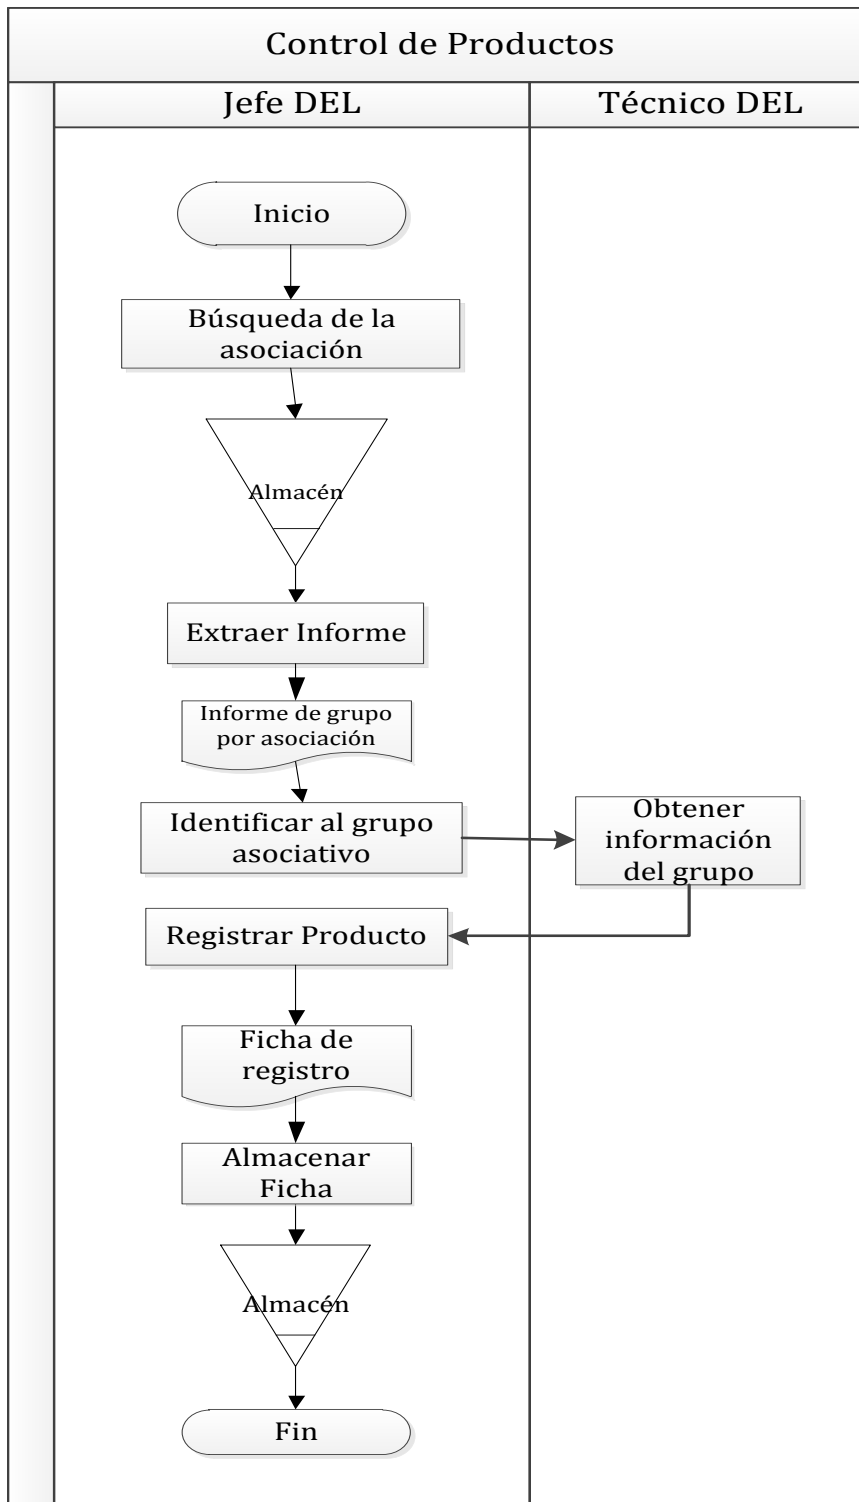 Control de Productos
Jefe DEL
Técnico DEL
Inicio
Búsqueda de la
asociación
Almacén
Extraer Informe
Informe de grupo
por asociación
Identificar al grupo
asociativo
Obtener
información
del grupo
Registrar Producto
Ficha de
registro
Almacenar
Ficha
Almacén
Fin